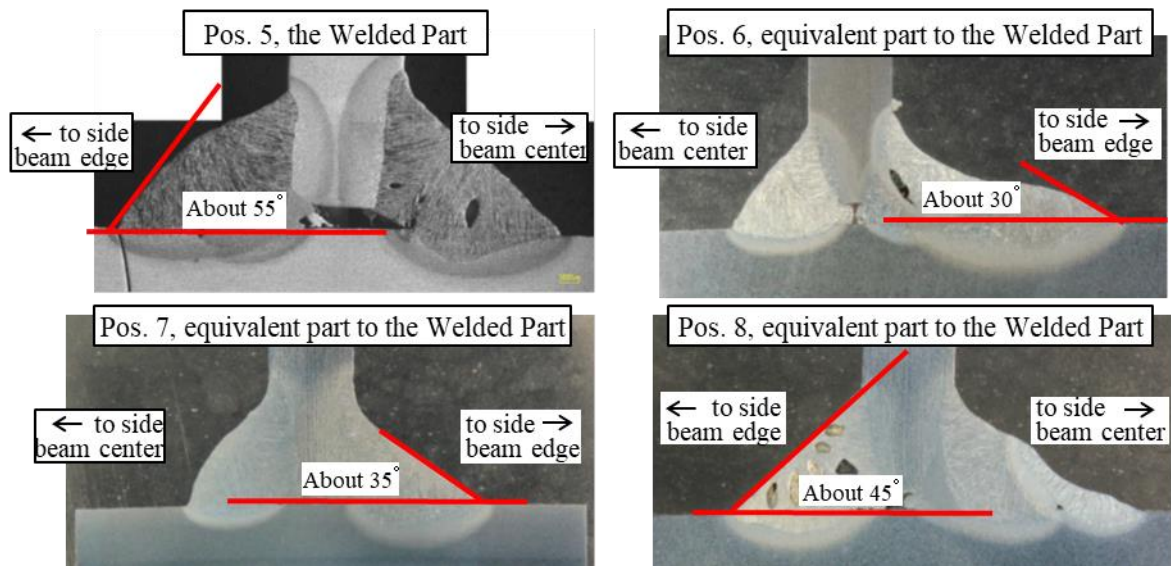 Pos. 5, the Welded Part
← to side
beam edge
to side →
beam center
About 55°
Pos. 6, equivalent part to the Welded Part
← to side
beam center
to side →
beam edge
About 30°
Pos. 7, equivalent part to the Welded Part
← to side
beam center
to side →
beam edge
About 35°
Pos. 8, equivalent part to the Welded Part
← to side
beam edge
to side →
beam center
About 45°